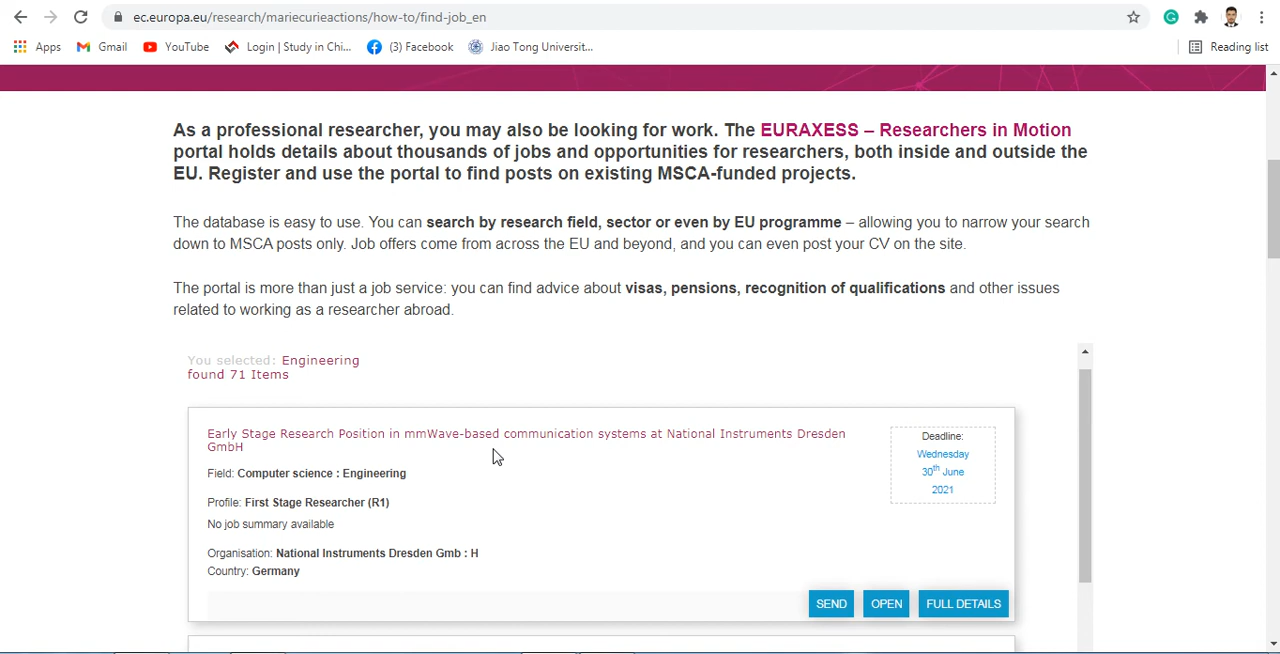 ec.europa.eu/research/mariecurieactions/how-to/find-job_en
Apps Gmail YouTube Login | Study in Chi... (3) Facebook Jiao Tong Universit... Reading list
As a professional researcher, you may also be looking for work. The EURAXESS – Researchers in Motion
portal holds details about thousands of jobs and opportunities for researchers, both inside and outside the
EU. Register and use the portal to find posts on existing MSCA-funded projects.
The database is easy to use. You can search by research field, sector or even by EU programme – allowing you to narrow your search
down to MSCA posts only. Job offers come from across the EU and beyond, and you can even post your CV on the site.
The portal is more than just a job service: you can find advice about visas, pensions, recognition of qualifications and other issues
related to working as a researcher abroad.
You selected: Engineering
found 71 Items
Early Stage Research Position in mmWave-based communication systems at National Instruments Dresden
GmbH
Field: Computer science : Engineering
Profile: First Stage Researcher (R1)
No job summary available
Organisation: National Instruments Dresden Gmb : H
Country: Germany
Deadline:
Wednesday
30th June
2021
SEND OPEN FULL DETAILS